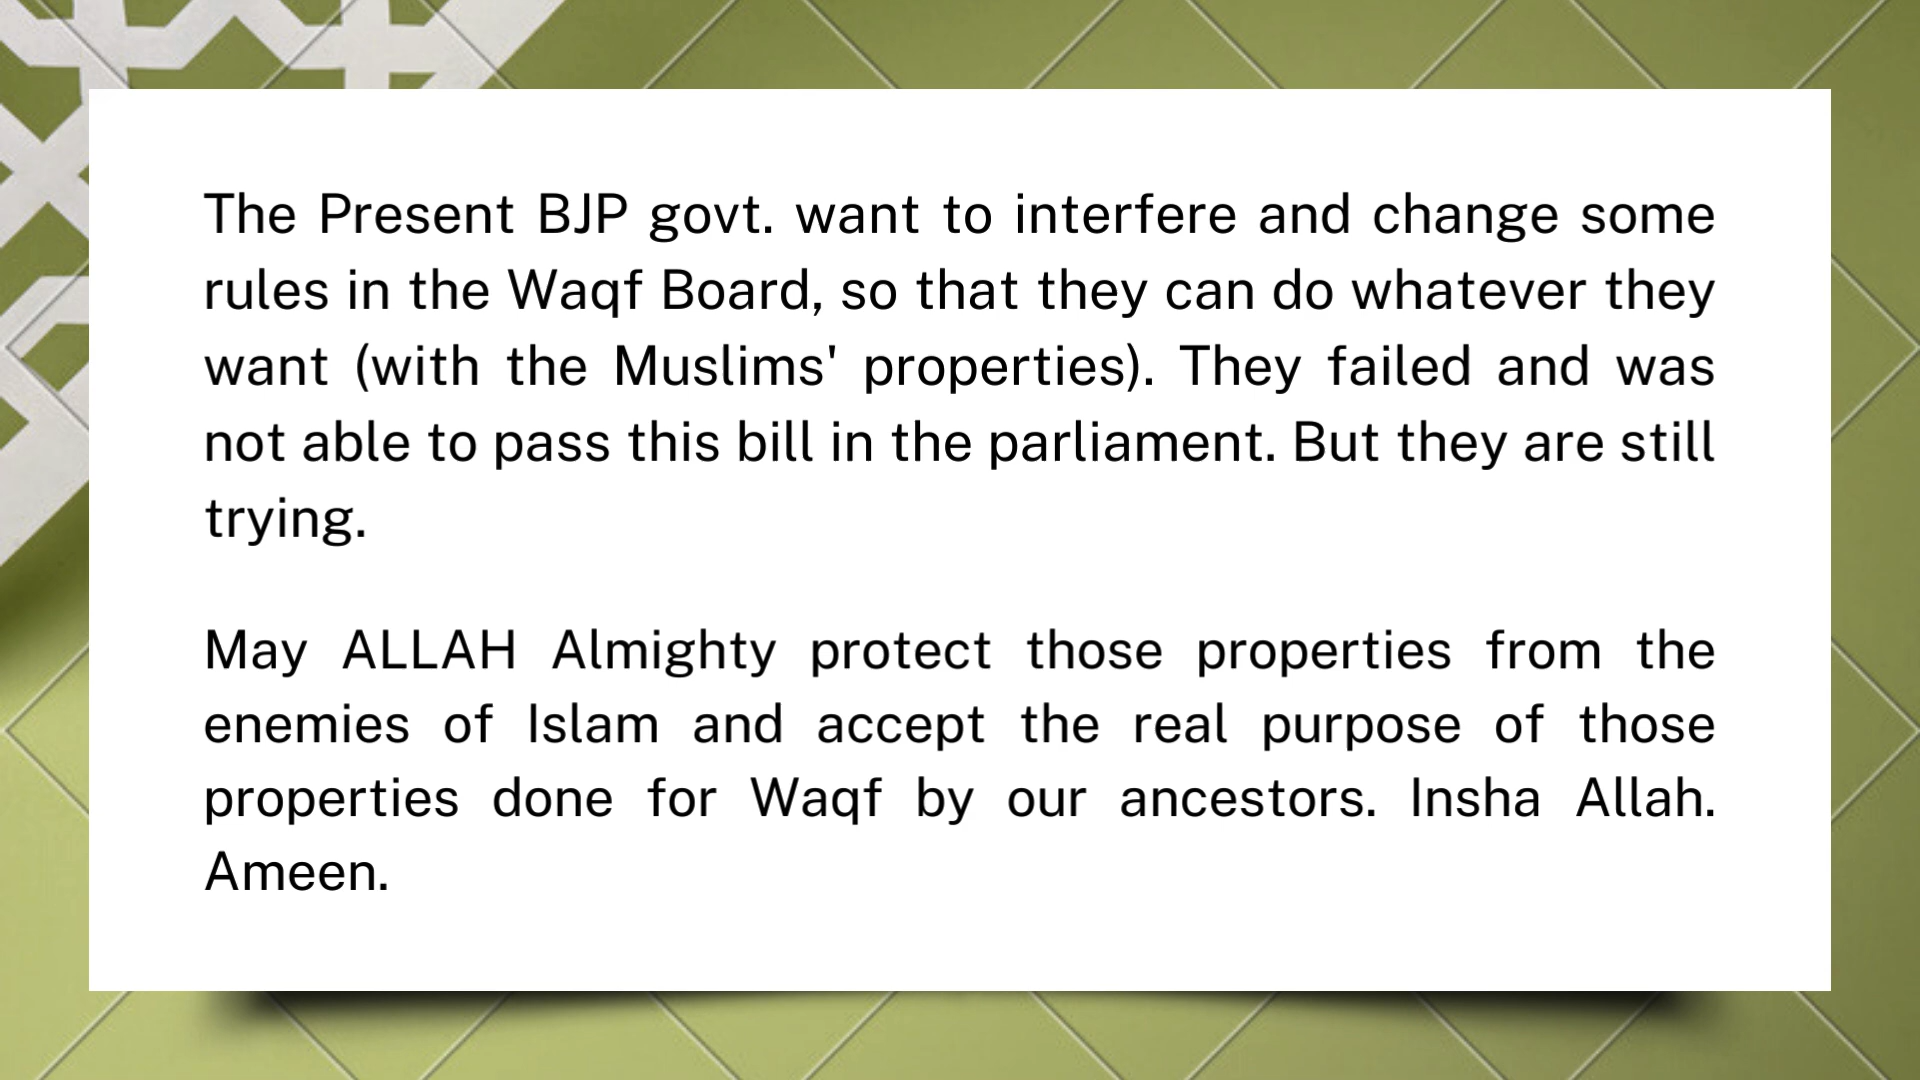 The Present BJP govt. want to interfere and change some
rules in the Waqf Board, so that they can do whatever they
want (with the Muslims' properties). They failed and was
not able to pass this bill in the parliament. But they are still
trying.
May ALLAH Almighty protect those properties from the
enemies of Islam and accept the real purpose of those
properties done for Waqf by our ancestors. Insha Allah.
Ameen.